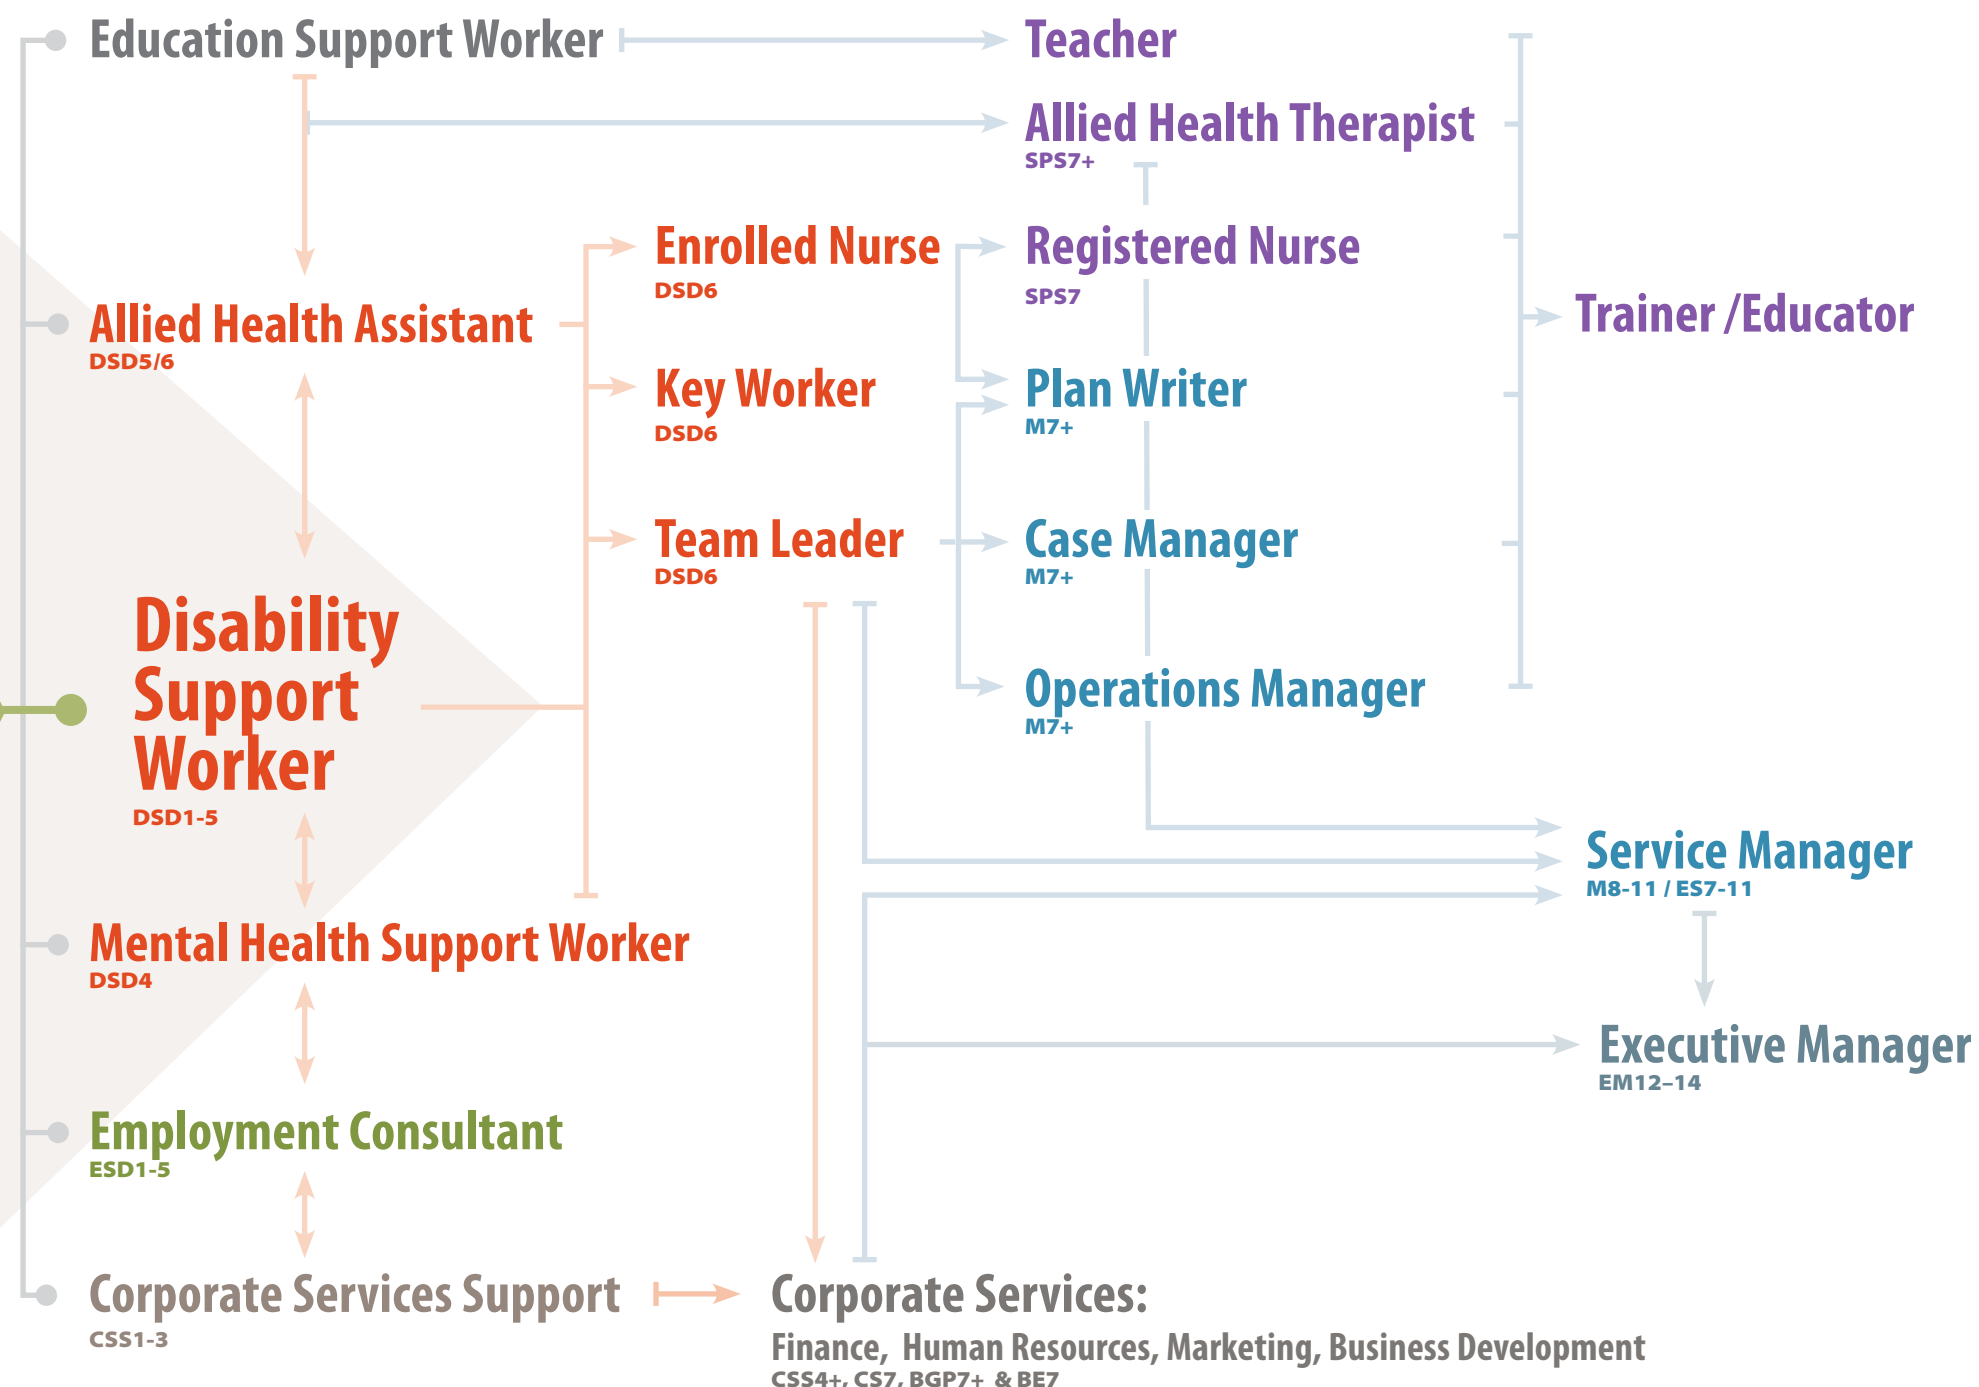 Education Support Worker
Teacher
Allied Health Therapist
SPS7+
Enrolled Nurse
DSD6
Registered Nurse
SPS7
Allied Health Assistant
DSD5/6
Trainer /Educator
Key Worker
DSD6
Plan Writer
M7+
Team Leader
DSD6
Case Manager
M7+
Disability
Support
Worker
DSD1-5
Operations Manager
M7+
Service Manager
M8-11 / ES7-11
Mental Health Support Worker
DSD4
Executive Manager
EM12–14
Employment Consultant
ESD1-5
Corporate Services Support
CSS1-3
Corporate Services:
Finance, Human Resources, Marketing, Business Development
CSS4+, CS7, BGP7+ & BE7